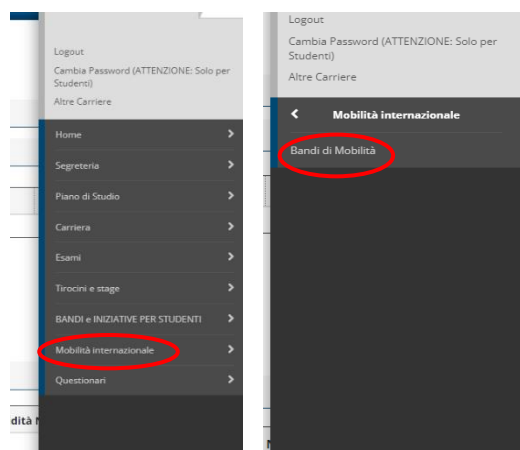 Logout
Cambia Password (ATTENZIONE: Solo per
Studenti)
Altre Carriere
Home
Segreteria
Piano di Studio
Carriera
Esami
Tirocini e stage
BANDI e INIZIATIVE PER STUDENTI
Mobilità internazionale
Questionari
dità
Logout
Cambia Password (ATTENZIONE: Solo per
Studenti)
Altre Carriere
Mobilità internazionale
Bandi di Mobilità